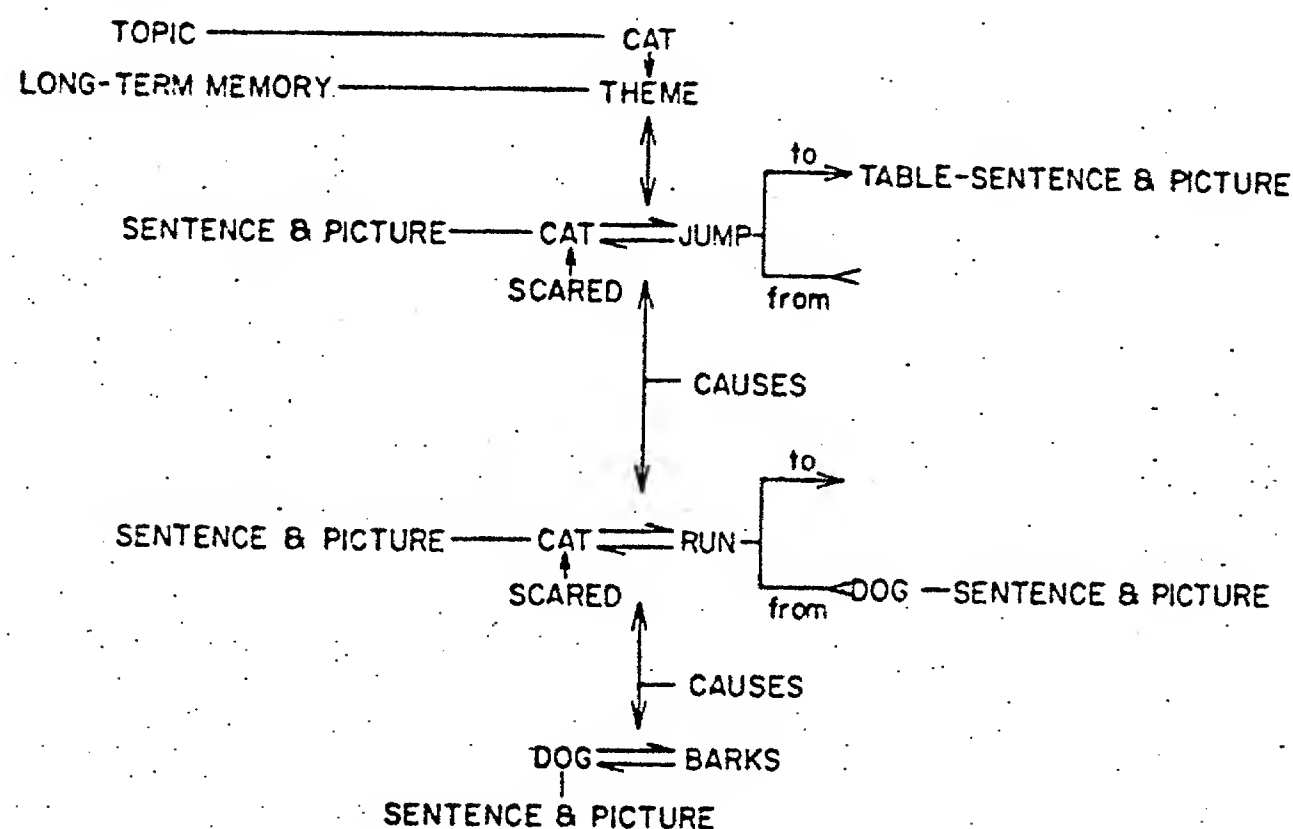 TOPIC CAT
LONG-TERM MEMORY THEME
to
TABLE-SENTENCE & PICTURE
SENTENCE & PICTURE CAT JUMP
SCARED from
CAUSES
to
SENTENCE & PICTURE CAT RUN
SCARED from DOG SENTENCE & PICTURE
CAUSES
DOG BARKS
SENTENCE & PICTURE